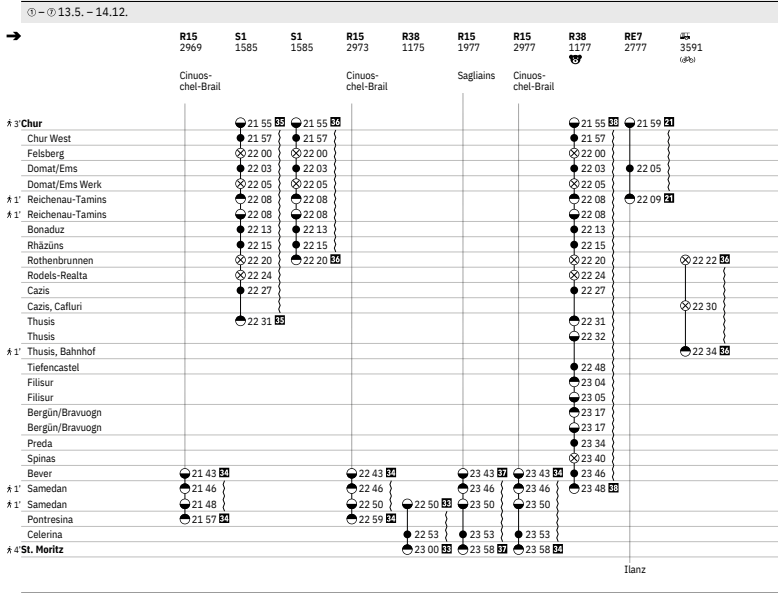 ① – ⑦ 13.5. – 14.12.
➔ R15 S1 S1 R15 R38 R15 R15 R38 RE7
2969 1585 1585 2973 1175 1977 2977 1177 2777 3591
Cinuos- Cinuos- Sagliains Cinuos-
chel-Brail chel-Brail chel-Brail
3' Chur 21 55 35 21 55 36 21 55 38 21 59 21
Chur West 21 57 21 57 21 57
Felsberg 22 00 22 00 22 00
Domat/Ems 22 03 22 03 22 03 22 05
Domat/Ems Werk 22 05 22 05 22 05
1' Reichenau-Tamins 22 08 22 08 22 08 22 09 21
1' Reichenau-Tamins 22 08 22 08 22 08
Bonaduz 22 13 22 13 22 13
Rhäzüns 22 15 22 15 22 15
Rothenbrunnen 22 20 22 20 36 22 20 22 22 36
Rodels-Realta 22 24 22 24
Cazis 22 27 22 27
Cazis, Cafluri 22 30
Thusis 22 31 35 22 31
Thusis 22 32
1' Thusis, Bahnhof 22 34 36
Tiefencastel 22 48
Filisur 23 04
Filisur 23 05
Bergün/Bravuogn 23 17
Bergün/Bravuogn 23 17
Preda 23 34
Spinas 23 40
Bever 21 43 34 22 43 34 23 43 37 23 43 34 23 46
1' Samedan 21 46 22 46 23 46 23 46 23 48 38
1' Samedan 21 48 22 50 22 50 33 23 50 23 50
Pontresina 21 57 34 22 59 34
Celerina 22 53 23 53 23 53
4' St. Moritz 23 00 33 23 58 37 23 58 34
Ilanz